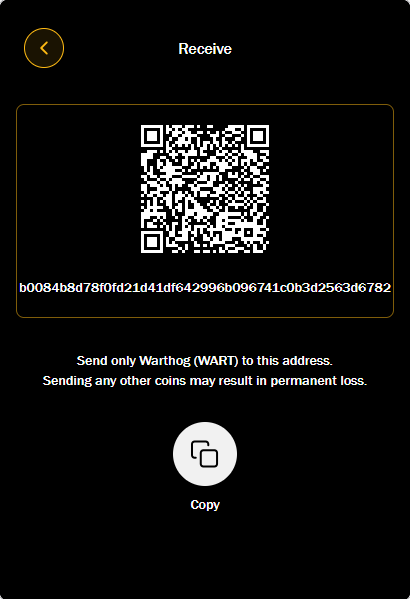 Receive
b0084b8d78f0fd21d41df642996b096741c0b3d2563d6782
Send only Warthog (WART) to this address.
Sending any other coins may result in permanent loss.
Copy